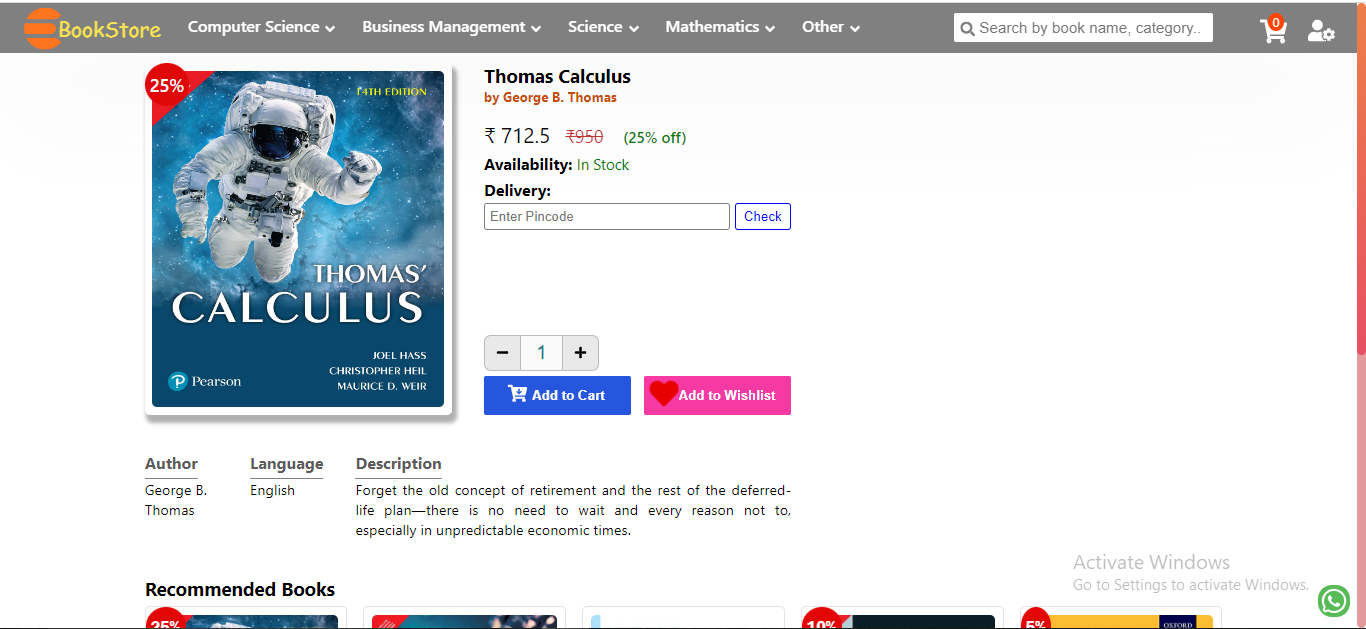 BookStore
Computer Science
Business Management
Science
Mathematics
Other
Search by book name, category..
0
25%
14TH EDITION
THOMAS'
CALCULUS
JOEL HASS
CHRISTOPHER HEIL
MAURICE D. WEIR
P Pearson
Thomas Calculus
by George B. Thomas
₹ 712.5 ₹950 (25% off)
Availability: In Stock
Delivery:
Enter Pincode
Check
− 1 +
Add to Cart
Add to Wishlist
Author
George B.
Thomas
Language
English
Description
Forget the old concept of retirement and the rest of the deferred-
life plan—there is no need to wait and every reason not to,
especially in unpredictable economic times.
Activate Windows
Go to Settings to activate Windows.
Recommended Books
25%
10%
5%
OXFORD